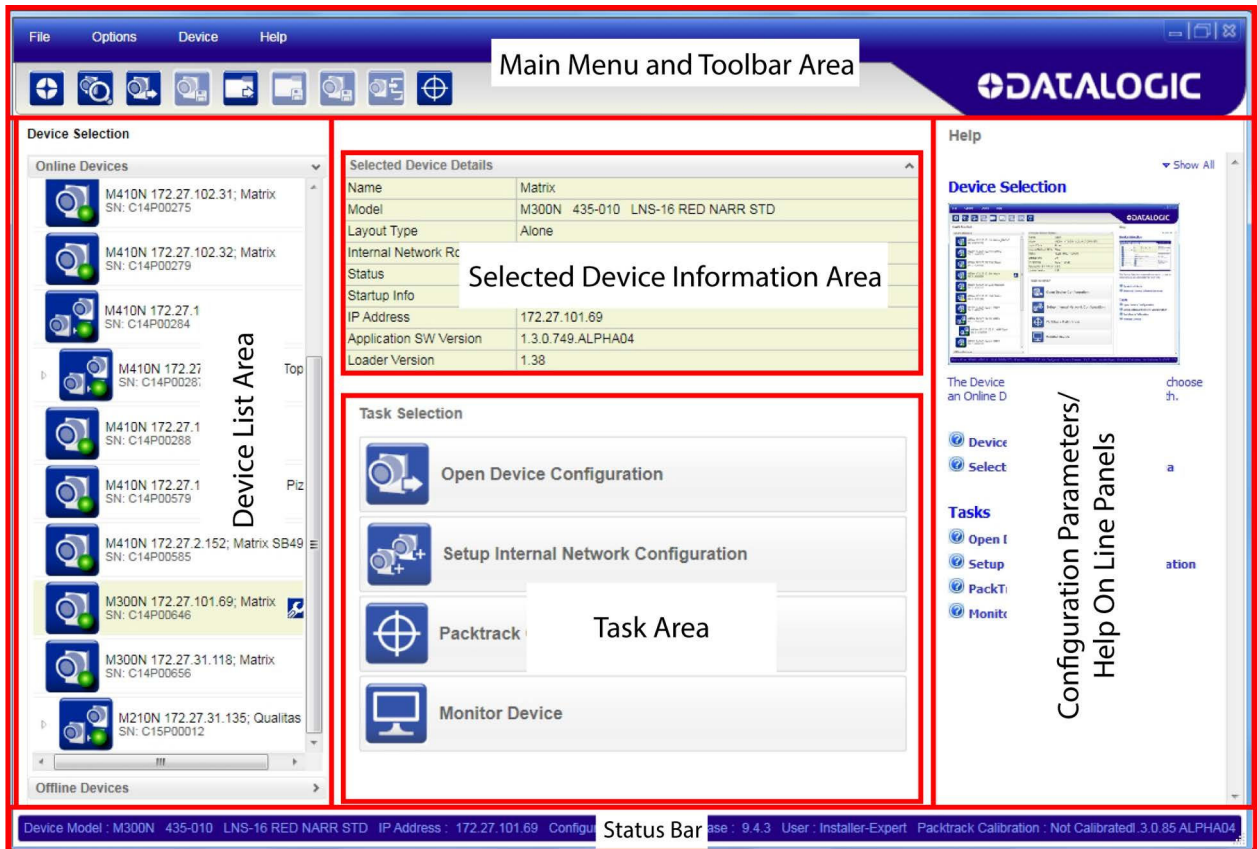 File Options Device Help
Main Menu and Toolbar Area
DATALOGIC
Device Selection
Online Devices
M410N 172.27.102.31; Matrix
SN: C14P00275
M410N 172.27.102.32; Matrix
SN: C14P00279
M410N 172.27.1
SN: C14P00284
M410N 172.27 Top
SN: C14P00287
M410N 172.27.1
SN: C14P00288
M410N 172.27.1 Piz
SN: C14P00579
M410N 172.27.2.152; Matrix SB49
SN: C14P00585
M300N 172.27.101.69; Matrix
SN: C14P00646
M300N 172.27.31.118; Matrix
SN: C14P00656
M210N 172.27.31.135; Qualitas
SN: C15P00012
Offline Devices
Device List Area
Selected Device Details
Name Matrix
Model M300N 435-010 LNS-16 RED NARR STD
Layout Type Alone
Internal Network Ro
Status
Startup Info
IP Address 172.27.101.69
Application SW Version 1.3.0.749.ALPHA04
Loader Version 1.38
Selected Device Information Area
Task Selection
Open Device Configuration
Setup Internal Network Configuration
Packtrack
Monitor Device
Task Area
Help
Show All
Device Selection
The Device choose
an Online D ch.
Device
Select a
Tasks
Open
Setup ation
PackTr
Monito
Configuration Parameters/
Help On Line Panels
Device Model : M300N 435-010 LNS-16 RED NARR STD IP Address : 172.27.101.69 Configu ase : 9.4.3 User : Installer-Expert Packtrack Calibration : Not Calibrated|.3.0.85 ALPHA04
Status Bar